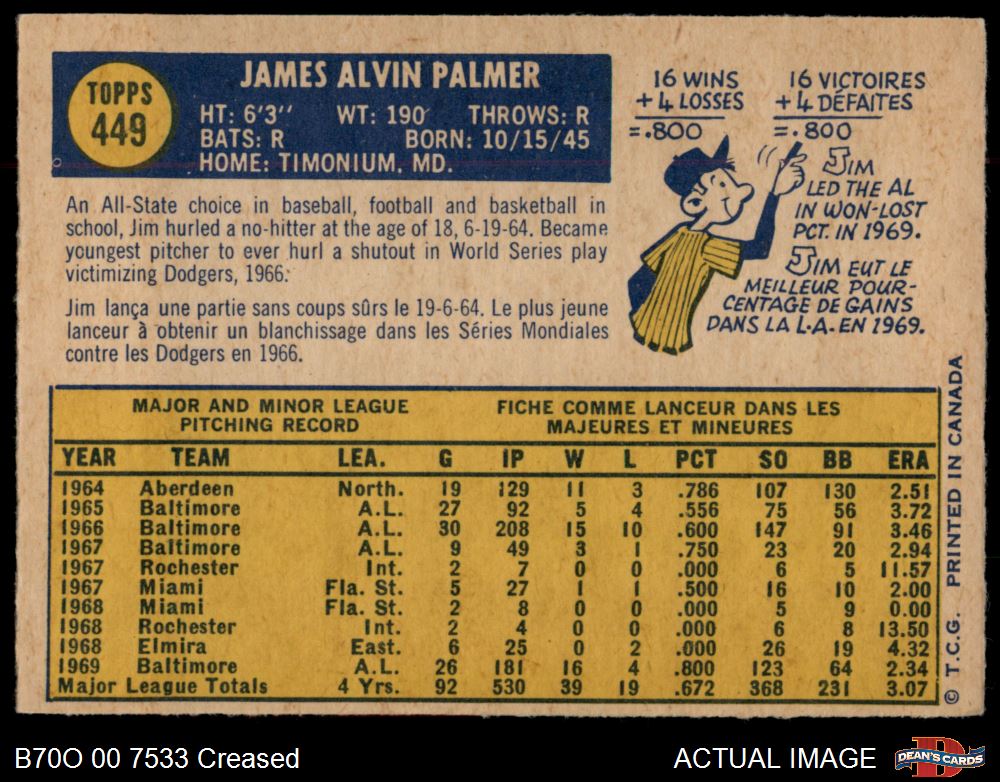 TOPPS
449
JAMES ALVIN PALMER
HT: 6'3'' WT: 190 THROWS: R
BATS: R BORN: 10/15/45
HOME: TIMONIUM, MD.
An All-State choice in baseball, football and basketball in
school, Jim hurled a no-hitter at the age of 18, 6-19-64. Became
youngest pitcher to ever hurl a shutout in World Series play
victimizing Dodgers, 1966.
Jim lança une partie sans coups sûrs le 19-6-64. Le plus jeune
lanceur à obtenir un blanchissage dans les Séries Mondiales
contre les Dodgers en 1966.
16 WINS
+ 4 LOSSES
= .800
16 VICTOIRES
+ 4 DÉFAITES
= .800
JIM
LED THE AL
IN WON-LOST
PCT. IN 1969.
JIM EUT LE
MEILLEUR POUR-
CENTAGE DE GAINS
DANS LA L.A. EN 1969.
MAJOR AND MINOR LEAGUE
PITCHING RECORD
FICHE COMME LANCEUR DANS LES
MAJEURES ET MINEURES
YEAR TEAM LEA. G IP W L PCT SO BB ERA
1964 Aberdeen North. 19 129 11 3 .786 107 130 2.51
1965 Baltimore A.L. 27 92 5 4 .556 75 56 3.72
1966 Baltimore A.L. 30 208 15 10 .600 147 91 3.46
1967 Baltimore A.L. 9 49 3 1 .750 23 20 2.94
1967 Rochester Int. 2 7 0 0 .000 6 5 11.57
1967 Miami Fla. St. 5 27 1 1 .500 16 10 2.00
1968 Miami Fla. St. 2 8 0 0 .000 5 9 0.00
1968 Rochester Int. 2 4 0 0 .000 6 8 13.50
1968 Elmira East. 6 25 0 2 .000 26 19 4.32
1969 Baltimore A.L. 26 181 16 4 .800 123 64 2.34
Major League Totals 4 Yrs. 92 530 39 19 .672 368 231 3.07
© T.C.G. PRINTED IN CANADA
B70O 00 7533 Creased
ACTUAL IMAGE
D
DEAN'S CARDS